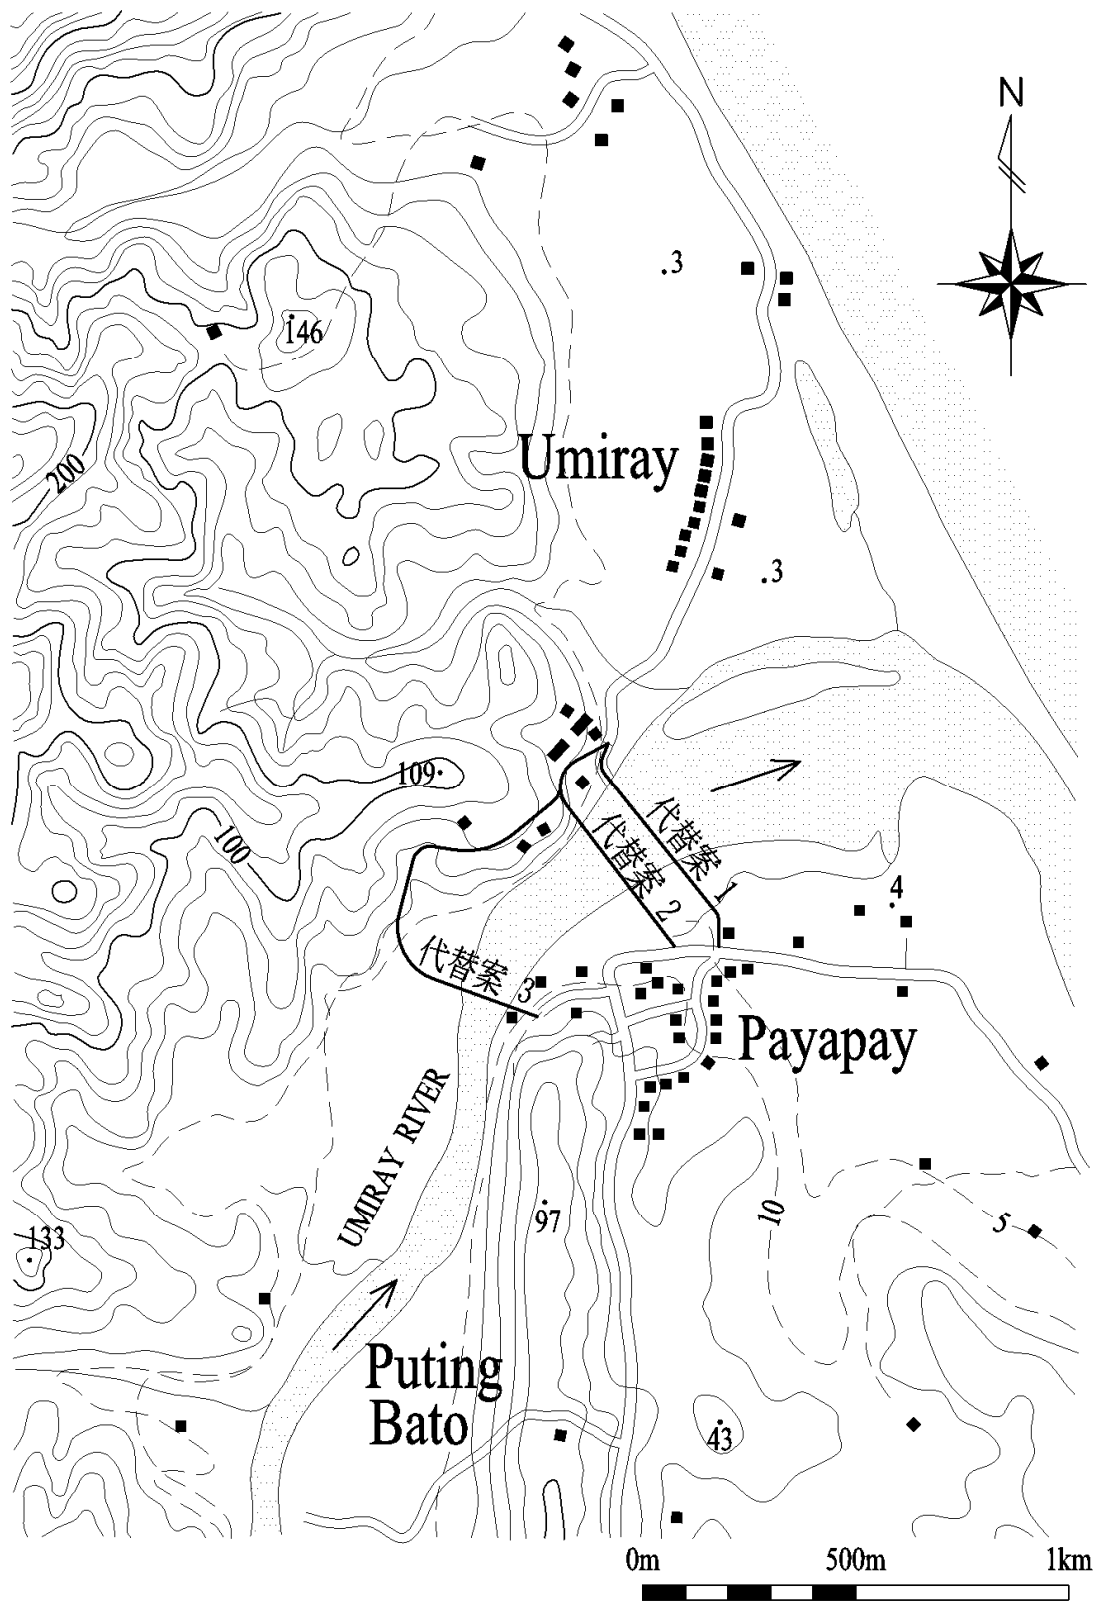 N
.3
146
Umiray
200
.3
109
代替案 1
100
代替案 2
4
代替案 3
Payapay
UMIRAY RIVER
97
10
5
133
Puting
Bato
43
0m 500m 1km